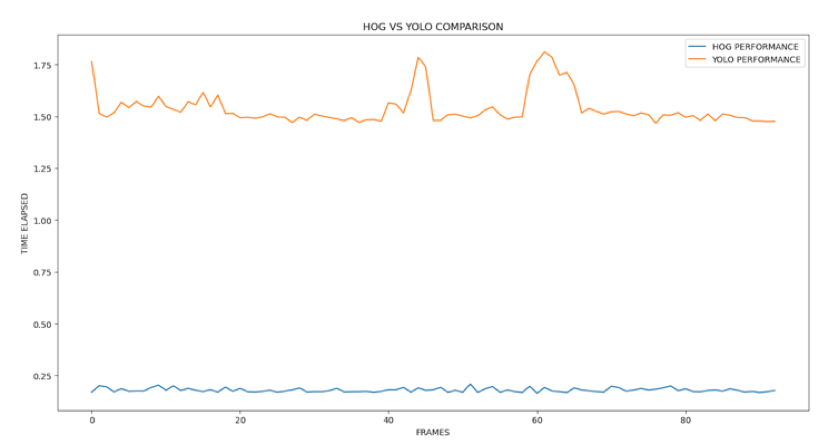 HOG VS YOLO COMPARISON
HOG PERFORMANCE
YOLO PERFORMANCE
1.75
1.50
1.25
1.00
0.75
0.50
0.25
TIME ELAPSED
0 20 40 60 80
FRAMES